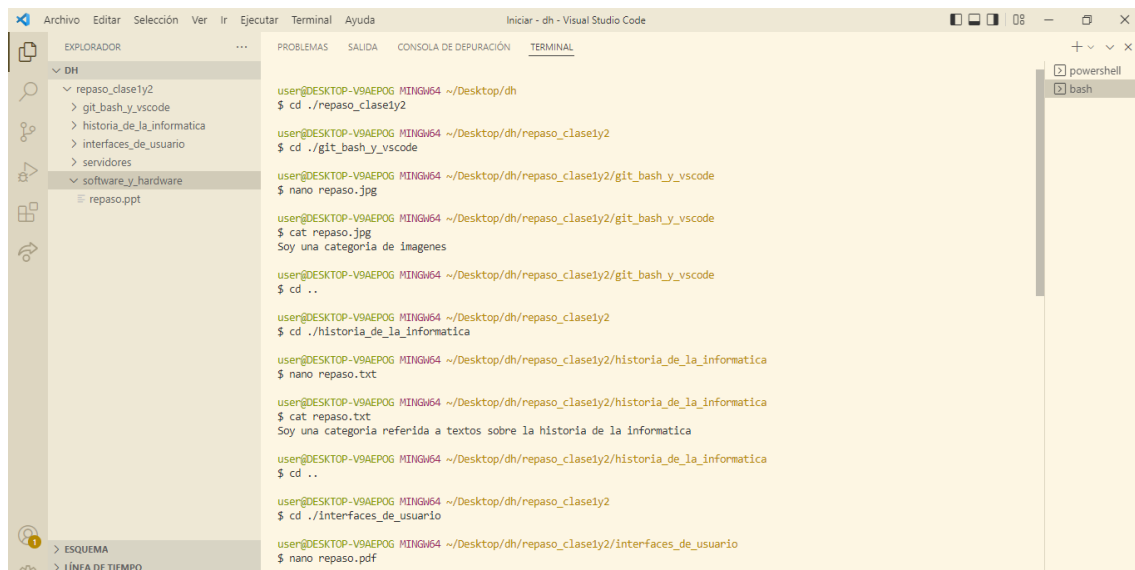 Archivo Editar Selección Ver Ir Ejecutar Terminal Ayuda
Iniciar - dh - Visual Studio Code
EXPLORADOR
DH
repaso_clase1y2
git_bash_y_vscode
historia_de_la_informatica
interfaces_de_usuario
servidores
software_y_hardware
repaso.ppt
ESQUEMA
LÍNEA DE TIEMPO
1
PROBLEMAS SALIDA CONSOLA DE DEPURACIÓN TERMINAL
user@DESKTOP-V9AEPOG MINGW64 ~/Desktop/dh
$ cd ./repaso_clase1y2
user@DESKTOP-V9AEPOG MINGW64 ~/Desktop/dh/repaso_clase1y2
$ cd ./git_bash_y_vscode
user@DESKTOP-V9AEPOG MINGW64 ~/Desktop/dh/repaso_clase1y2/git_bash_y_vscode
$ nano repaso.jpg
user@DESKTOP-V9AEPOG MINGW64 ~/Desktop/dh/repaso_clase1y2/git_bash_y_vscode
$ cat repaso.jpg
Soy una categoria de imagenes
user@DESKTOP-V9AEPOG MINGW64 ~/Desktop/dh/repaso_clase1y2/git_bash_y_vscode
$ cd ..
user@DESKTOP-V9AEPOG MINGW64 ~/Desktop/dh/repaso_clase1y2
$ cd ./historia_de_la_informatica
user@DESKTOP-V9AEPOG MINGW64 ~/Desktop/dh/repaso_clase1y2/historia_de_la_informatica
$ nano repaso.txt
user@DESKTOP-V9AEPOG MINGW64 ~/Desktop/dh/repaso_clase1y2/historia_de_la_informatica
$ cat repaso.txt
Soy una categoria referida a textos sobre la historia de la informatica
user@DESKTOP-V9AEPOG MINGW64 ~/Desktop/dh/repaso_clase1y2/historia_de_la_informatica
$ cd ..
user@DESKTOP-V9AEPOG MINGW64 ~/Desktop/dh/repaso_clase1y2
$ cd ./interfaces_de_usuario
user@DESKTOP-V9AEPOG MINGW64 ~/Desktop/dh/repaso_clase1y2/interfaces_de_usuario
$ nano repaso.pdf
powershell
bash